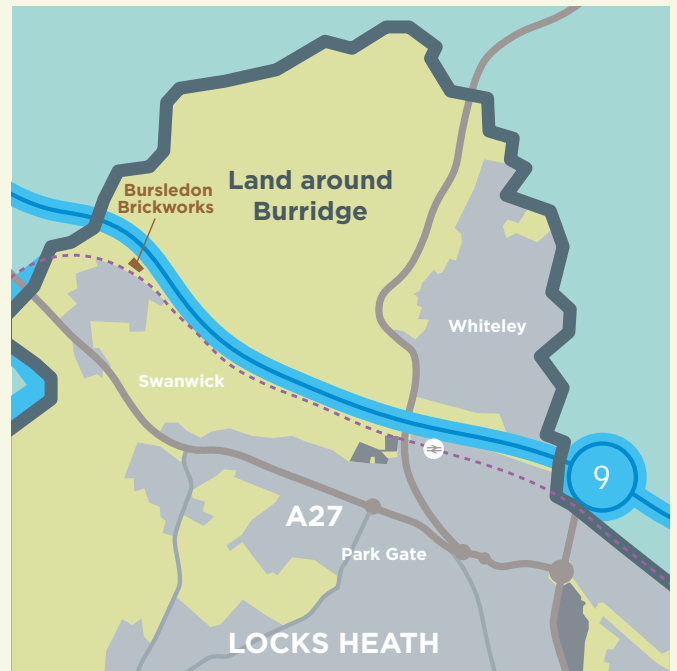 Land around
Burridge
Bursledon
Brickworks
Whiteley
Swanwick
9
A27
Park Gate
LOCKS HEATH